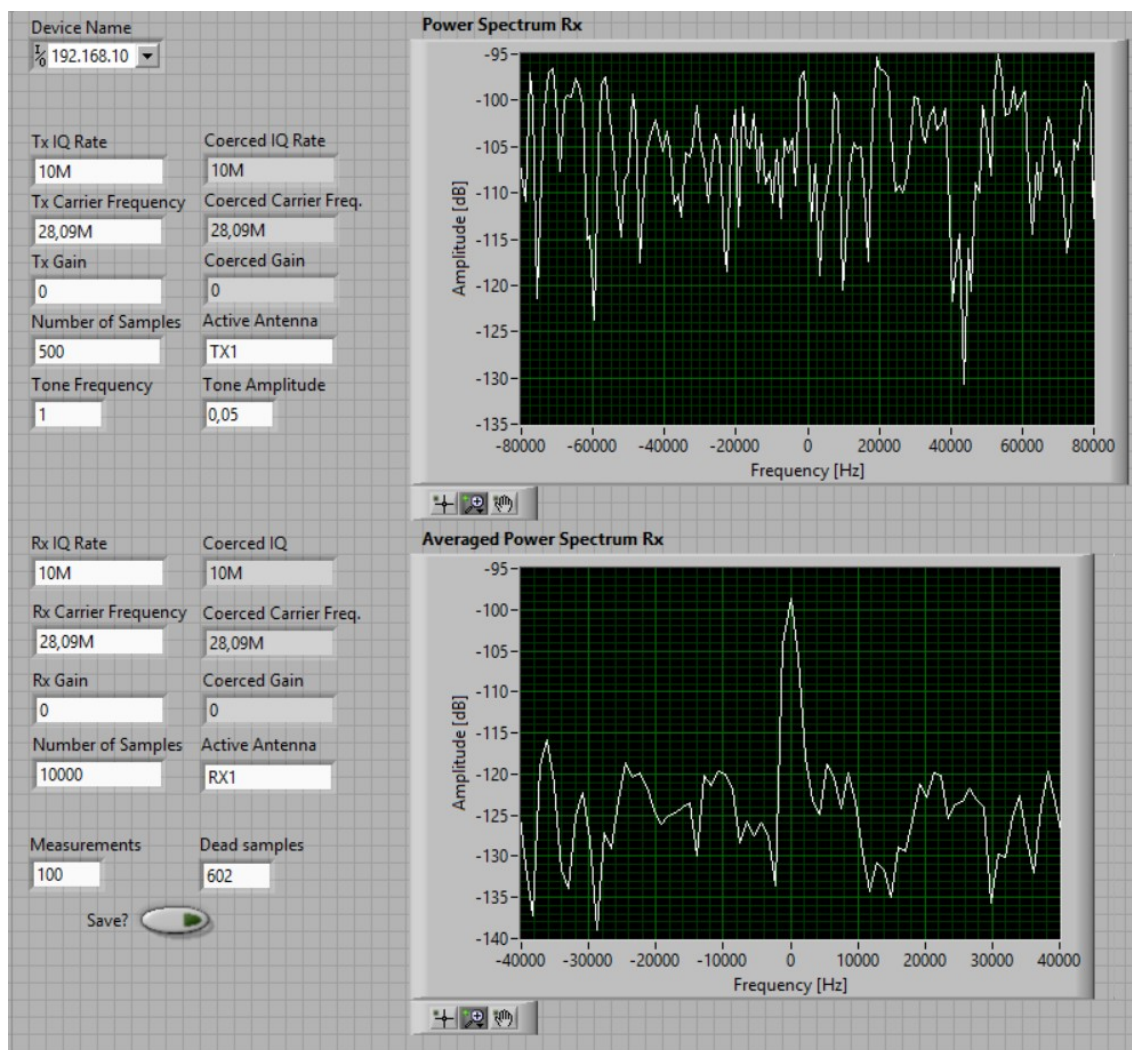 Device Name
192.168.10
Tx IQ Rate Coerced IQ Rate
10M 10M
Tx Carrier Frequency Coerced Carrier Freq.
28,09M 28,09M
Tx Gain Coerced Gain
0 0
Number of Samples Active Antenna
500 TX1
Tone Frequency Tone Amplitude
1 0,05
Power Spectrum Rx
Amplitude [dB]
-95
-100
-105
-110
-115
-120
-125
-130
-135
-80000 -60000 -40000 -20000 0 20000 40000 60000 80000
Frequency [Hz]
Rx IQ Rate Coerced IQ
10M 10M
Rx Carrier Frequency Coerced Carrier Freq.
28,09M 28,09M
Rx Gain Coerced Gain
0 0
Number of Samples Active Antenna
10000 RX1
Measurements Dead samples
100 602
Save?
Averaged Power Spectrum Rx
Amplitude [dB]
-95
-100
-105
-110
-115
-120
-125
-130
-135
-140
-40000 -30000 -20000 -10000 0 10000 20000 30000 40000
Frequency [Hz]